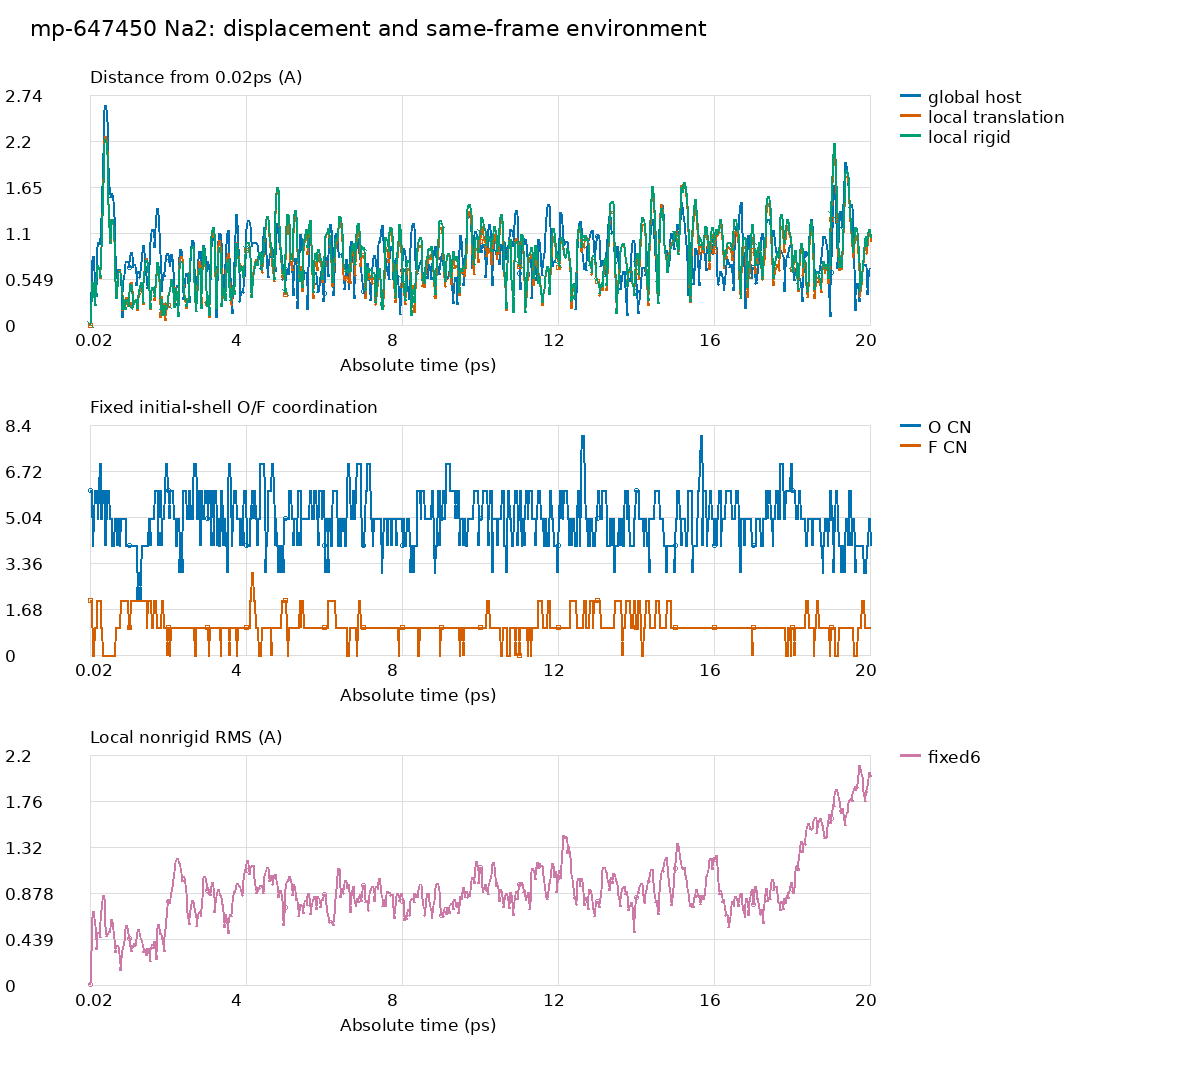 mp-647450 Na2: displacement and same-frame environment
Distance from 0.02ps (A)
2.74
2.2
1.65
1.1
0.549
0
0.02 4 8 12 16 20
Absolute time (ps)
global host
local translation
local rigid
Fixed initial-shell O/F coordination
8.4
6.72
5.04
3.36
1.68
0
0.02 4 8 12 16 20
Absolute time (ps)
O CN
F CN
Local nonrigid RMS (A)
2.2
1.76
1.32
0.878
0.439
0
0.02 4 8 12 16 20
Absolute time (ps)
fixed6